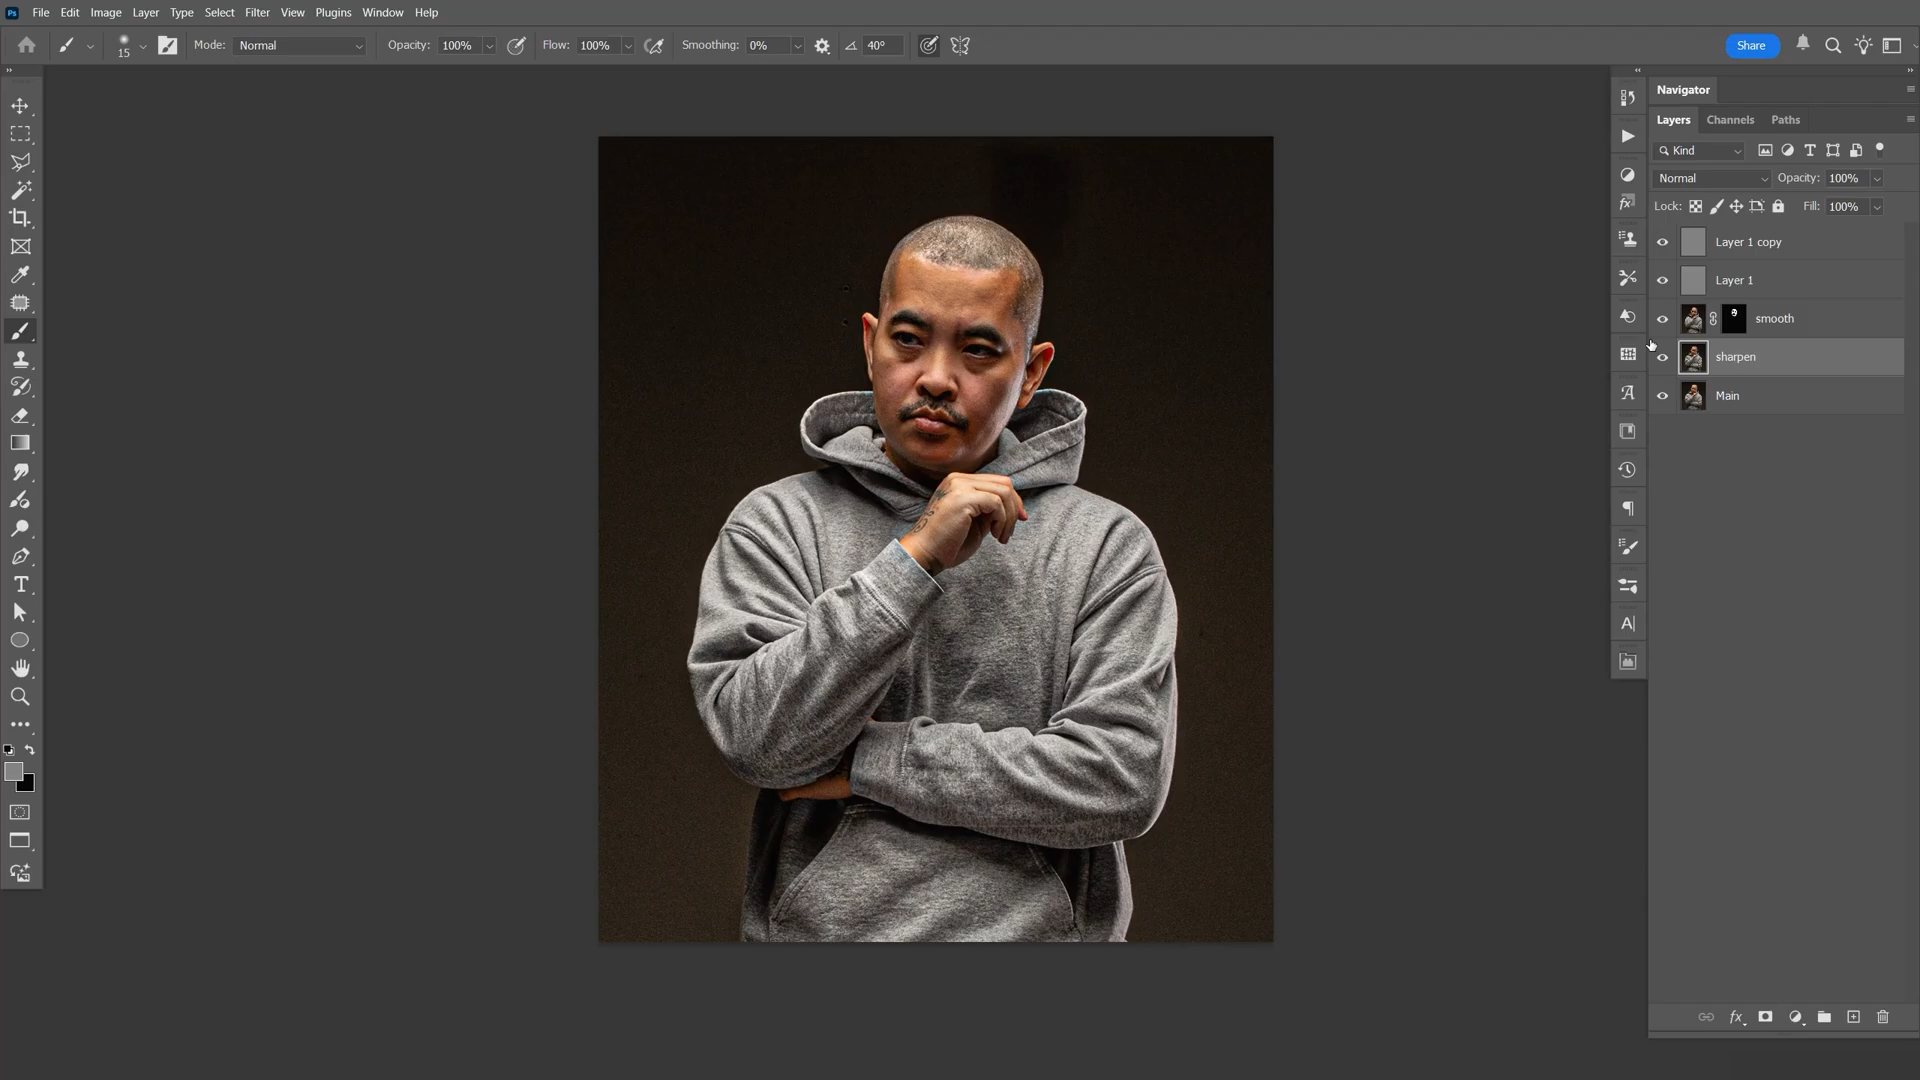 Ps File Edit Image Layer Type Select Filter View Plugins Window Help
15 Mode: Normal Opacity: 100% Flow: 100% Smoothing: 0% 40° Share
Navigator
Layers Channels Paths
Kind
Normal Opacity: 100%
Lock: Fill: 100%
Layer 1 copy
Layer 1
smooth
sharpen
Main
fx